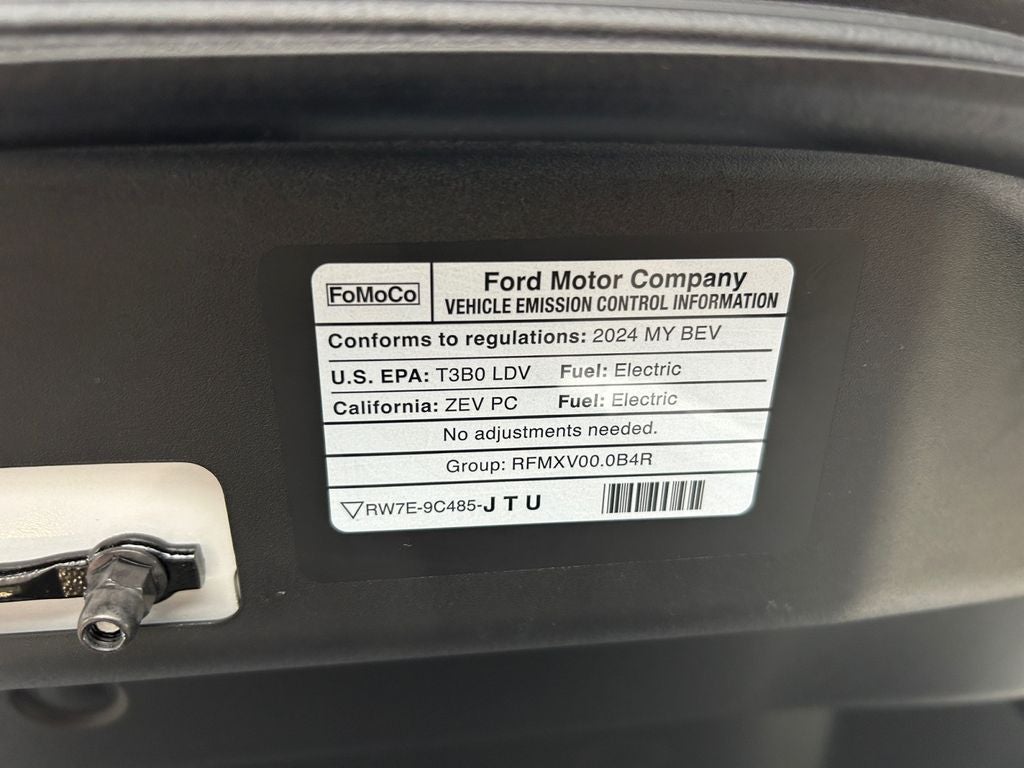 FoMoCo
Ford Motor Company
VEHICLE EMISSION CONTROL INFORMATION
Conforms to regulations: 2024 MY BEV
U.S. EPA: T3B0 LDV Fuel: Electric
California: ZEV PC Fuel: Electric
No adjustments needed.
Group: RFMXV00.0B4R
RW7E-9C485-JTU